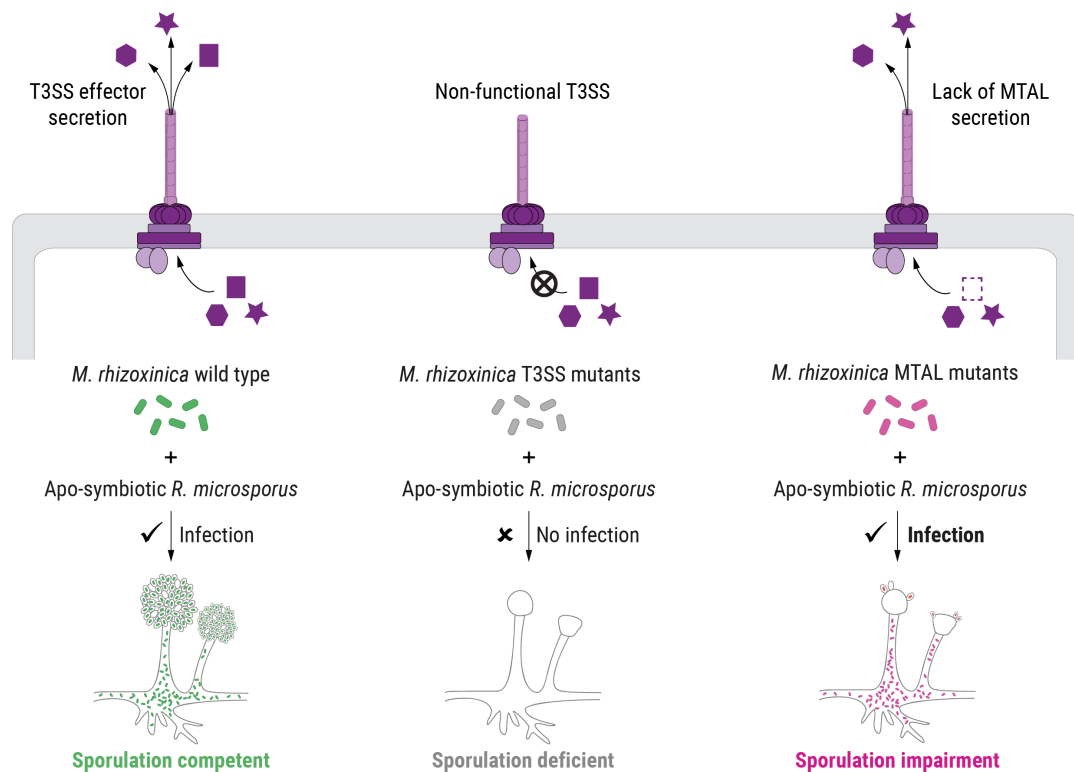 T3SS effector
secretion
Non-functional T3SS
Lack of MTAL
secretion
M. rhizoxinica wild type
M. rhizoxinica T3SS mutants
M. rhizoxinica MTAL mutants
+
+
+
Apo-symbiotic R. microsporus
Apo-symbiotic R. microsporus
Apo-symbiotic R. microsporus
Infection
No infection
Infection
Sporulation competent
Sporulation deficient
Sporulation impairment